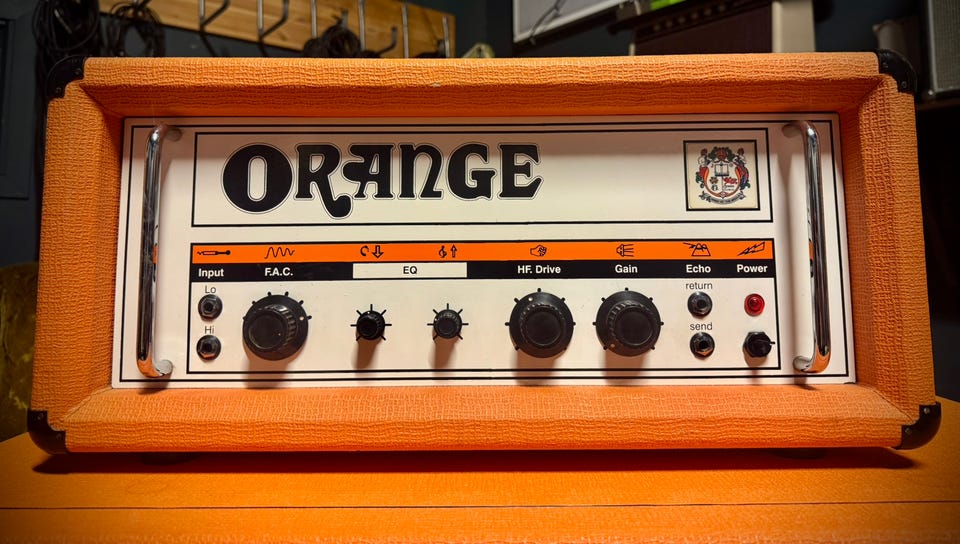 ORANGE
Input F.A.C. EQ HF. Drive Gain Echo Power
Lo return
Hi send